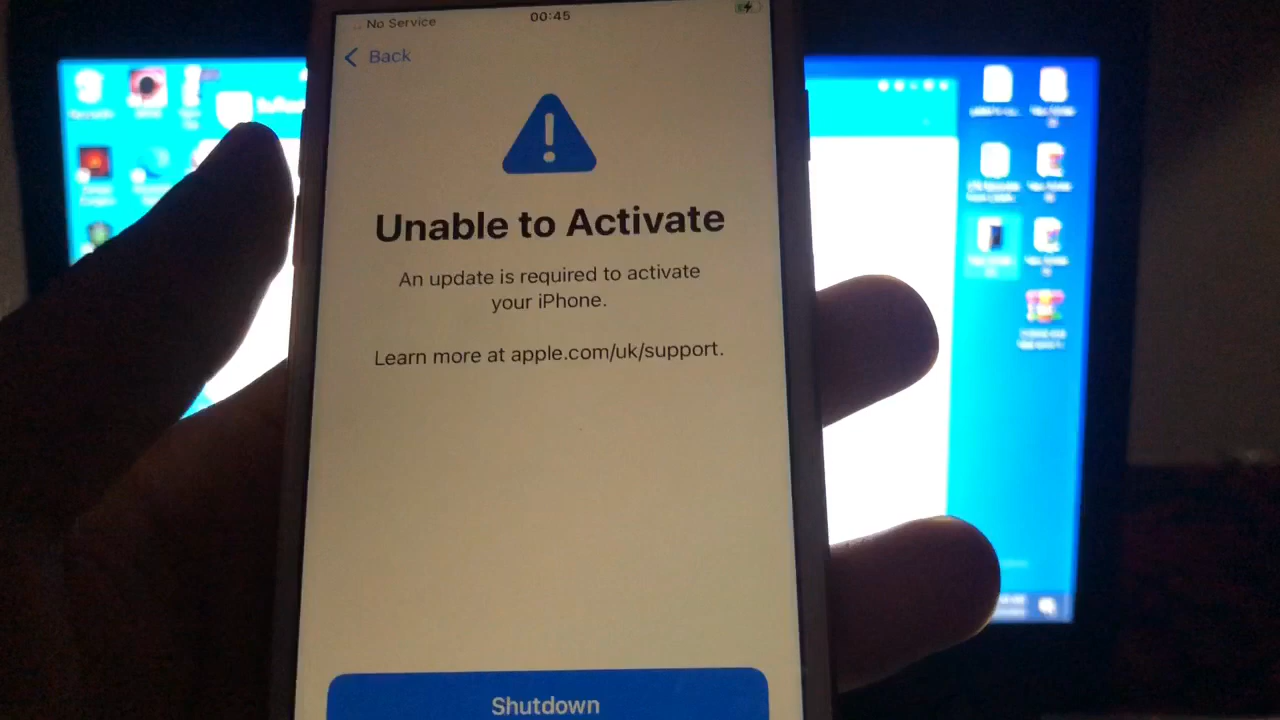 No Service
00:45
Back
Unable to Activate
An update is required to activate
your iPhone.
Learn more at apple.com/uk/support.
Shutdown